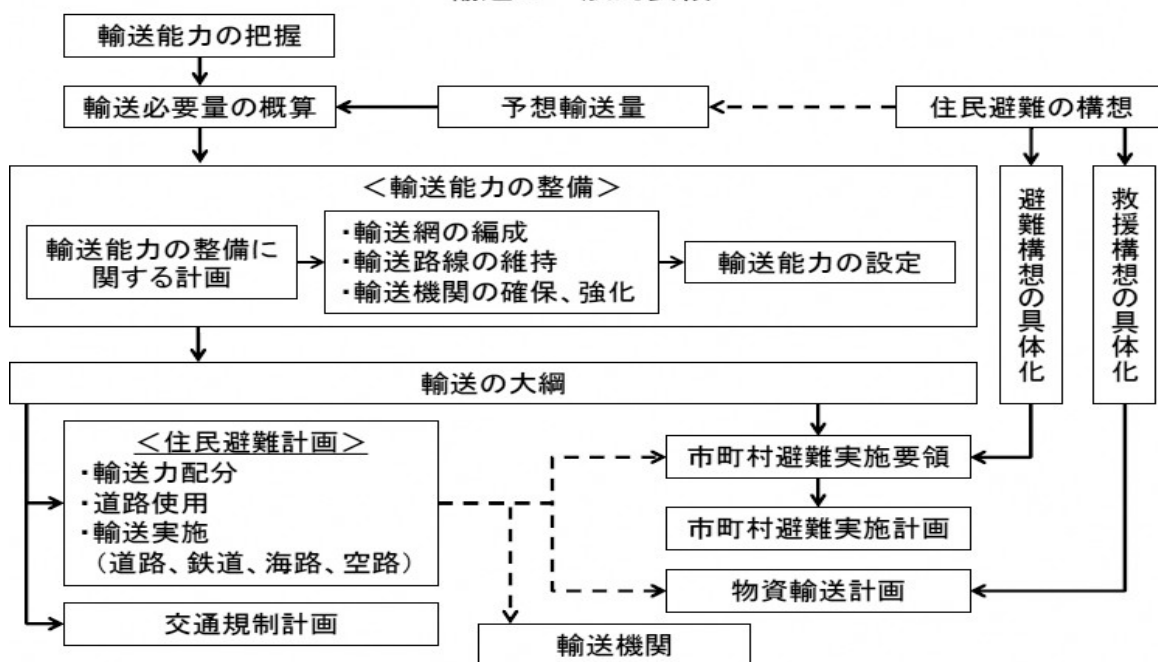 輸送能力の把握
輸送必要量の概算
予想輸送量
住民避難の構想
<輸送能力の整備>
輸送能力の整備に
関する計画
・輸送網の編成
・輸送路線の維持
・輸送機関の確保、強化
輸送能力の設定
避難構想の具体化
救援構想の具体化
輸送の大綱
<住民避難計画>
・輸送力配分
・道路使用
・輸送実施
(道路、鉄道、海路、空路)
市町村避難実施要領
市町村避難実施計画
物資輸送計画
交通規制計画
輸送機関